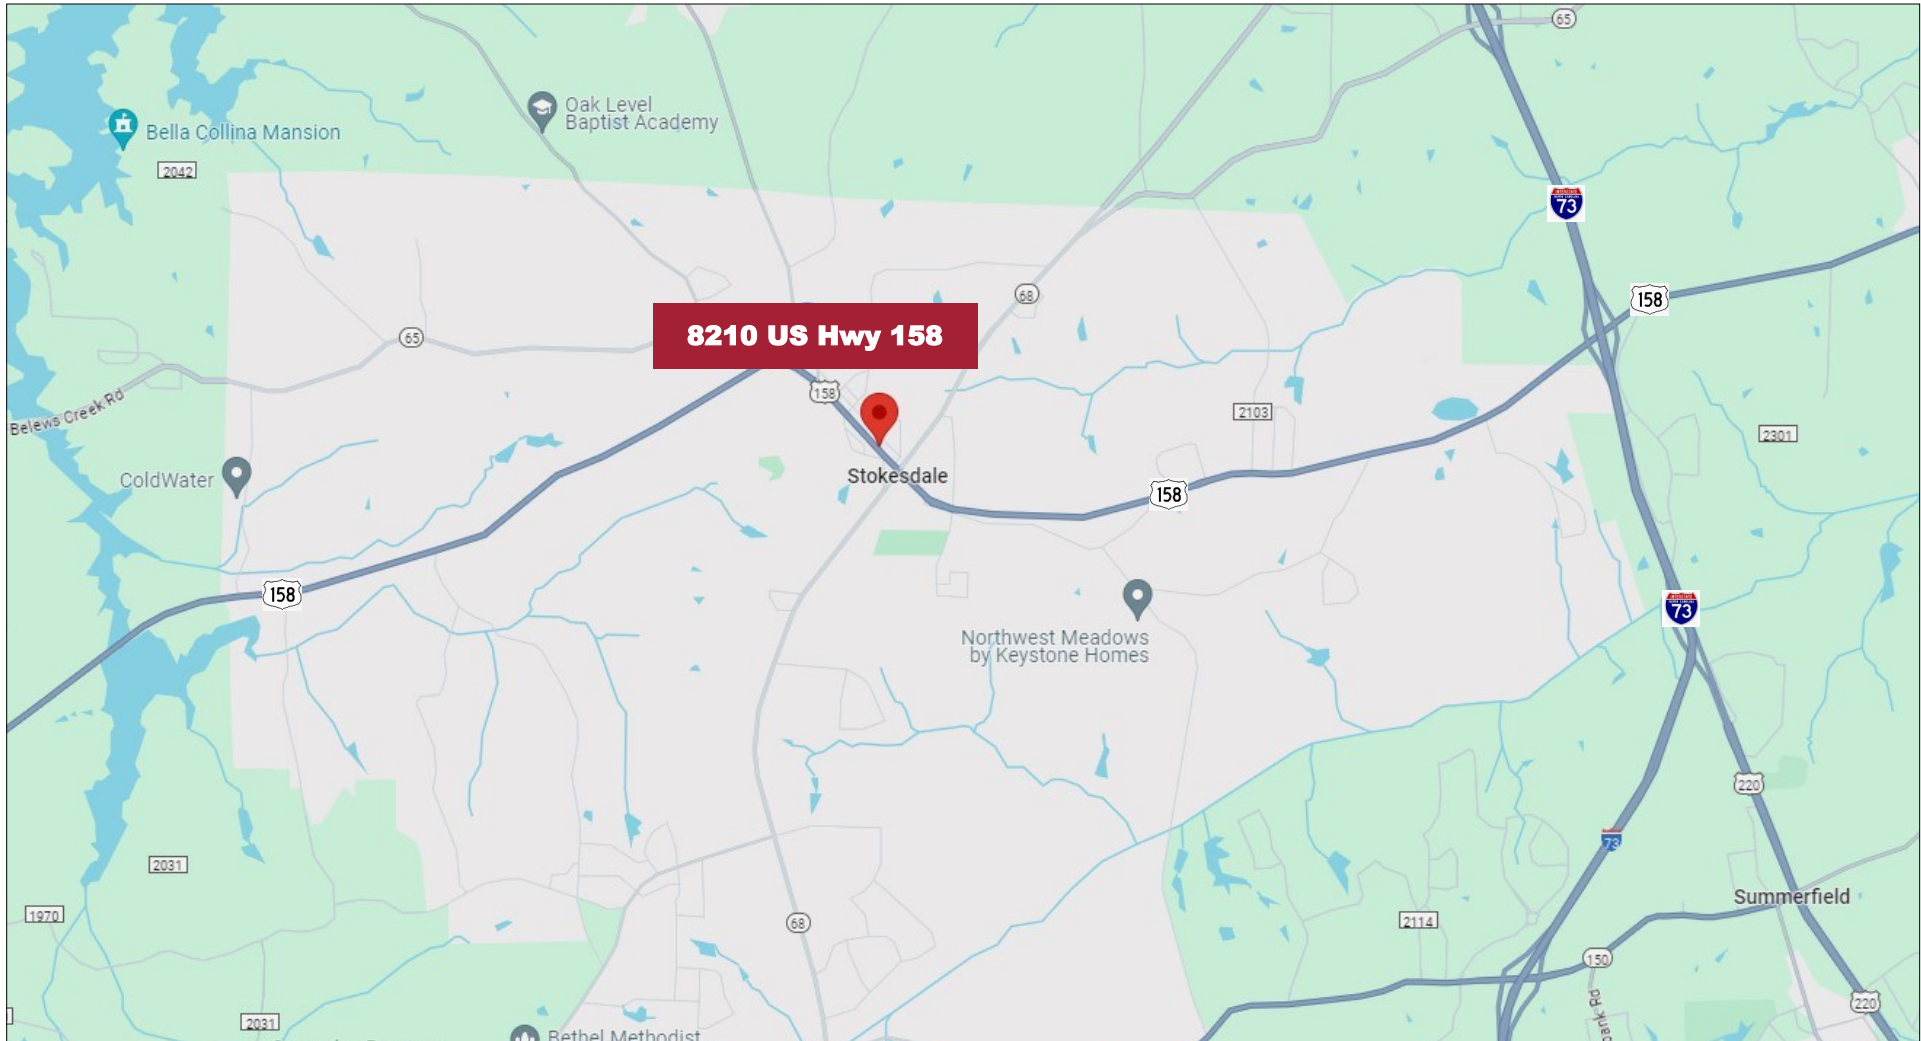 65
Oak Level
Baptist Academy
Bella Collina Mansion
2042
73
68
158
8210 US Hwy 158
65
158
2103
Belews Creek Rd
2301
ColdWater
Stokesdale
158
158
73
Northwest Meadows
by Keystone Homes
220
73
2031
Summerfield
1970
68
2114
150
220
2031
Bethel Methodist